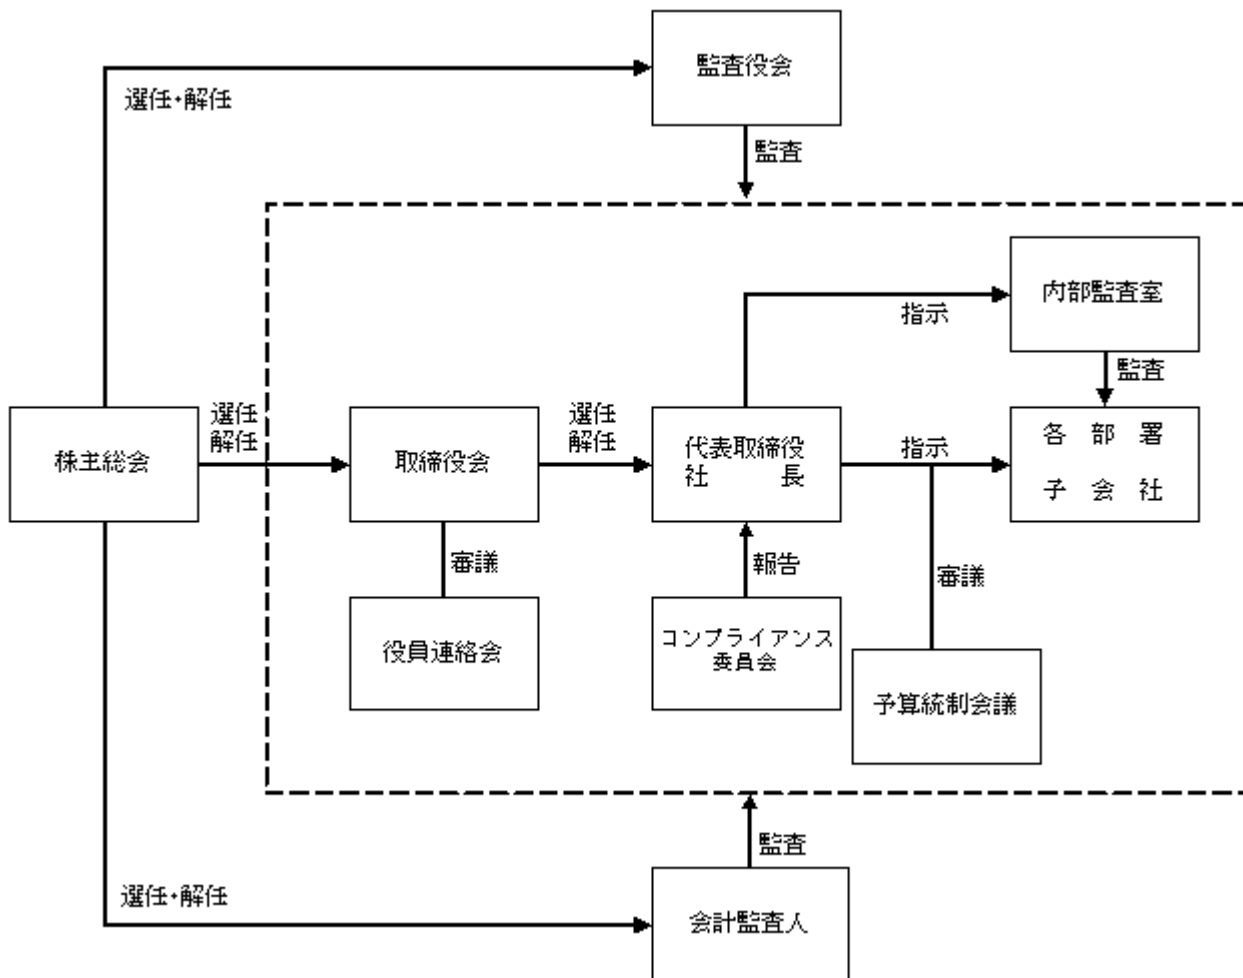 監査役会
選任・解任
監査
内部監査室
指示
監査
選任
解任
選任
解任
株主総会
取締役会
代表取締役
社長
指示
各部署
子会社
審議
報告
審議
役員連絡会
コンプライアンス
委員会
予算統制会議
監査
選任・解任
会計監査人